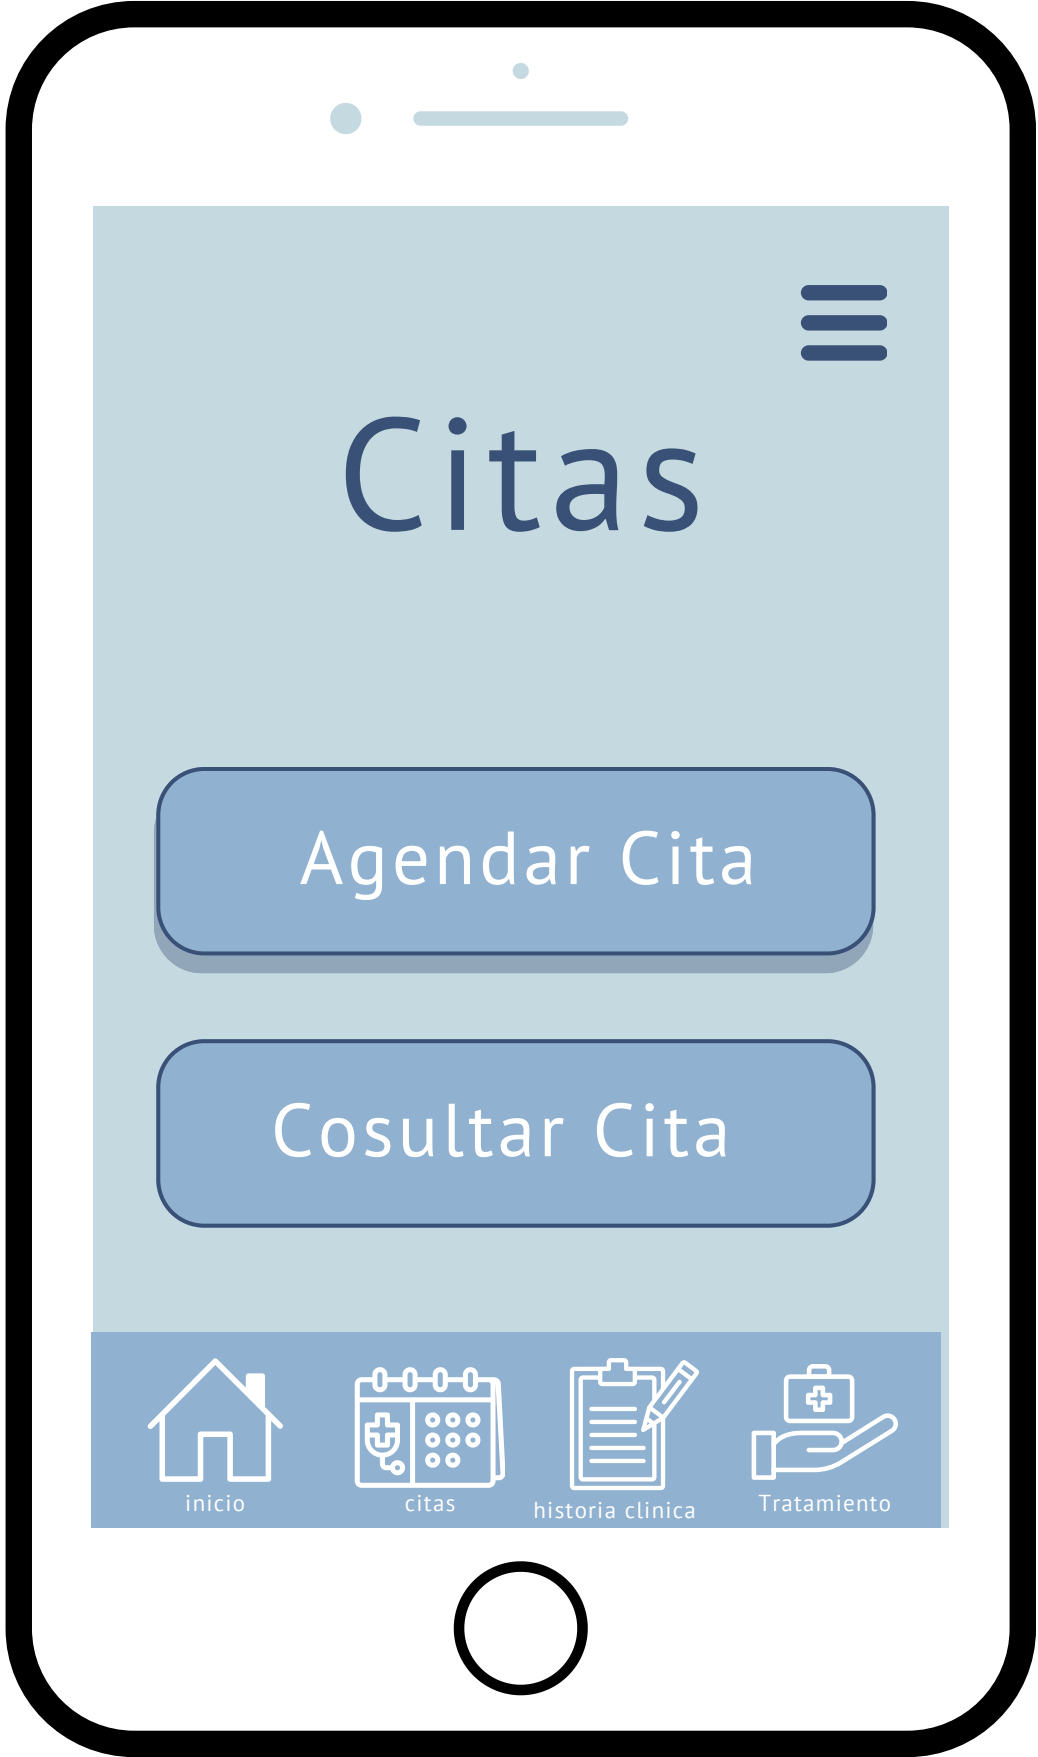 Citas
Agendar Cita
Cosultar Cita
inicio
citas
historia clinica
Tratamiento